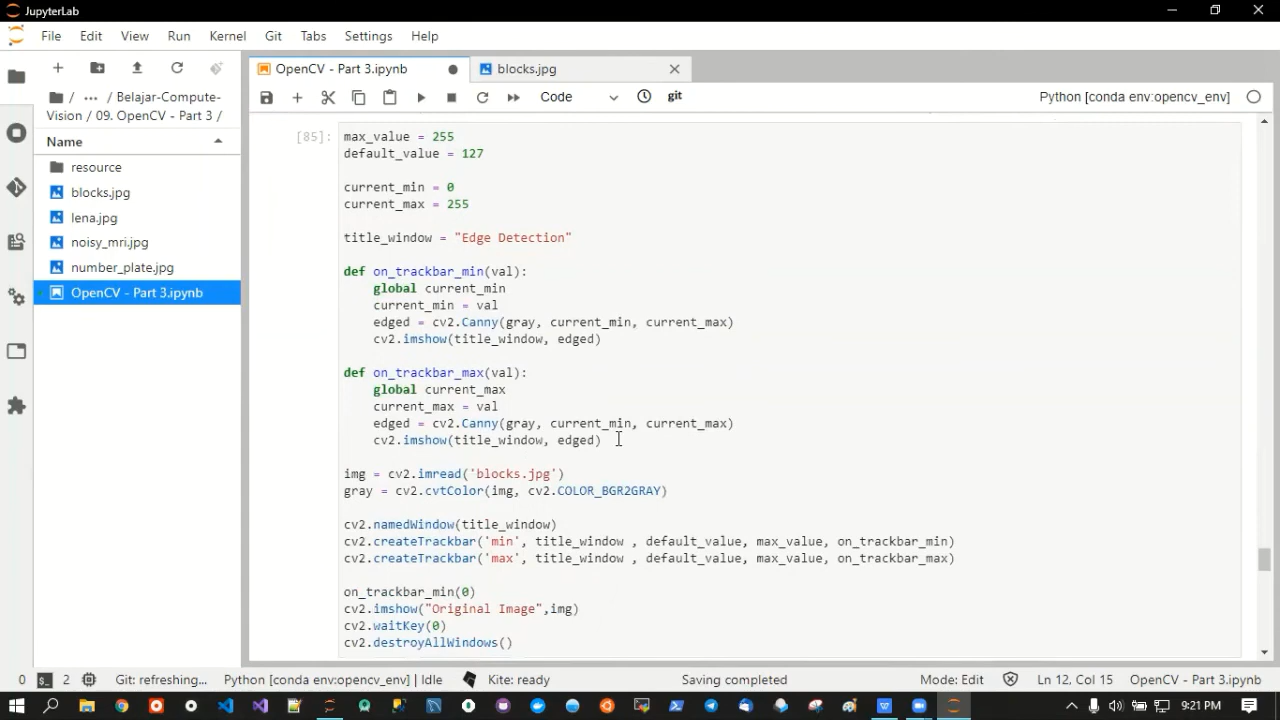 JupyterLab
File Edit View Run Kernel Git Tabs Settings Help
OpenCV - Part 3.ipynb
blocks.jpg
/ ... / Belajar-Compute-
Vision / 09. OpenCV - Part 3 /
Code
git
Python [conda env:opencv_env]
Name
resource
blocks.jpg
lena.jpg
noisy_mri.jpg
number_plate.jpg
OpenCV - Part 3.ipynb
[85]:
max_value = 255
default_value = 127
current_min = 0
current_max = 255
title_window = "Edge Detection"
def on_trackbar_min(val):
    global current_min
    current_min = val
    edged = cv2.Canny(gray, current_min, current_max)
    cv2.imshow(title_window, edged)
def on_trackbar_max(val):
    global current_max
    current_max = val
    edged = cv2.Canny(gray, current_min, current_max)
    cv2.imshow(title_window, edged)
img = cv2.imread('blocks.jpg')
gray = cv2.cvtColor(img, cv2.COLOR_BGR2GRAY)
cv2.namedWindow(title_window)
cv2.createTrackbar('min', title_window , default_value, max_value, on_trackbar_min)
cv2.createTrackbar('max', title_window , default_value, max_value, on_trackbar_max)
on_trackbar_min(0)
cv2.imshow("Original Image",img)
cv2.waitKey(0)
cv2.destroyAllWindows()
0 2 Git: refreshing... Python [conda env:opencv_env] | Idle Kite: ready Saving completed Mode: Edit Ln 12, Col 15 OpenCV - Part 3.ipynb
9:21 PM